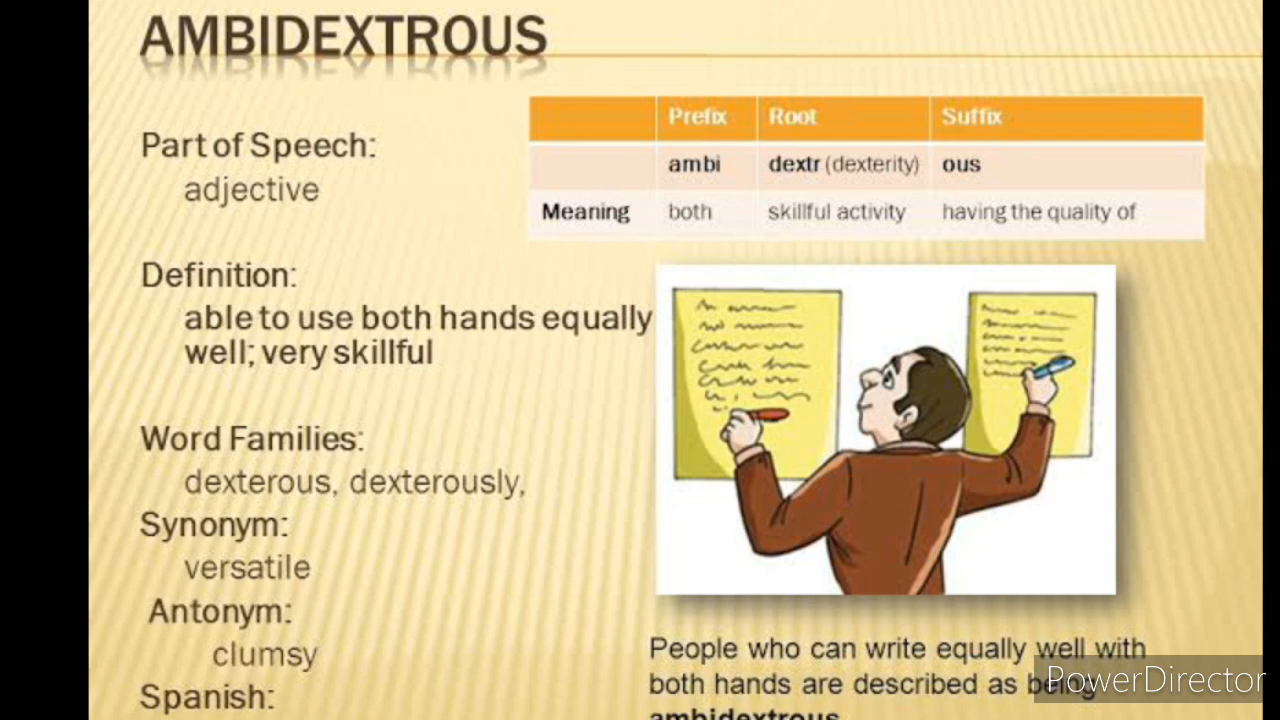 AMBIDEXTROUS
Prefix Root Suffix
ambi dextr (dexterity) ous
Meaning both skillful activity having the quality of
Part of Speech:
adjective
Definition:
able to use both hands equally
well; very skillful
Word Families:
dexterous, dexterously,
Synonym:
versatile
Antonym:
clumsy
Spanish:
People who can write equally well with
both hands are described as being
ambidextrous
PowerDirector